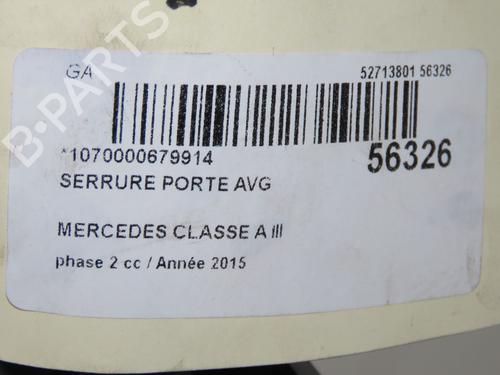 GA
52713801 56326
*1070000679914
56326
SERRURE PORTE AVG
MERCEDES CLASSE A III
phase 2 cc / Année 2015
B-PARTS